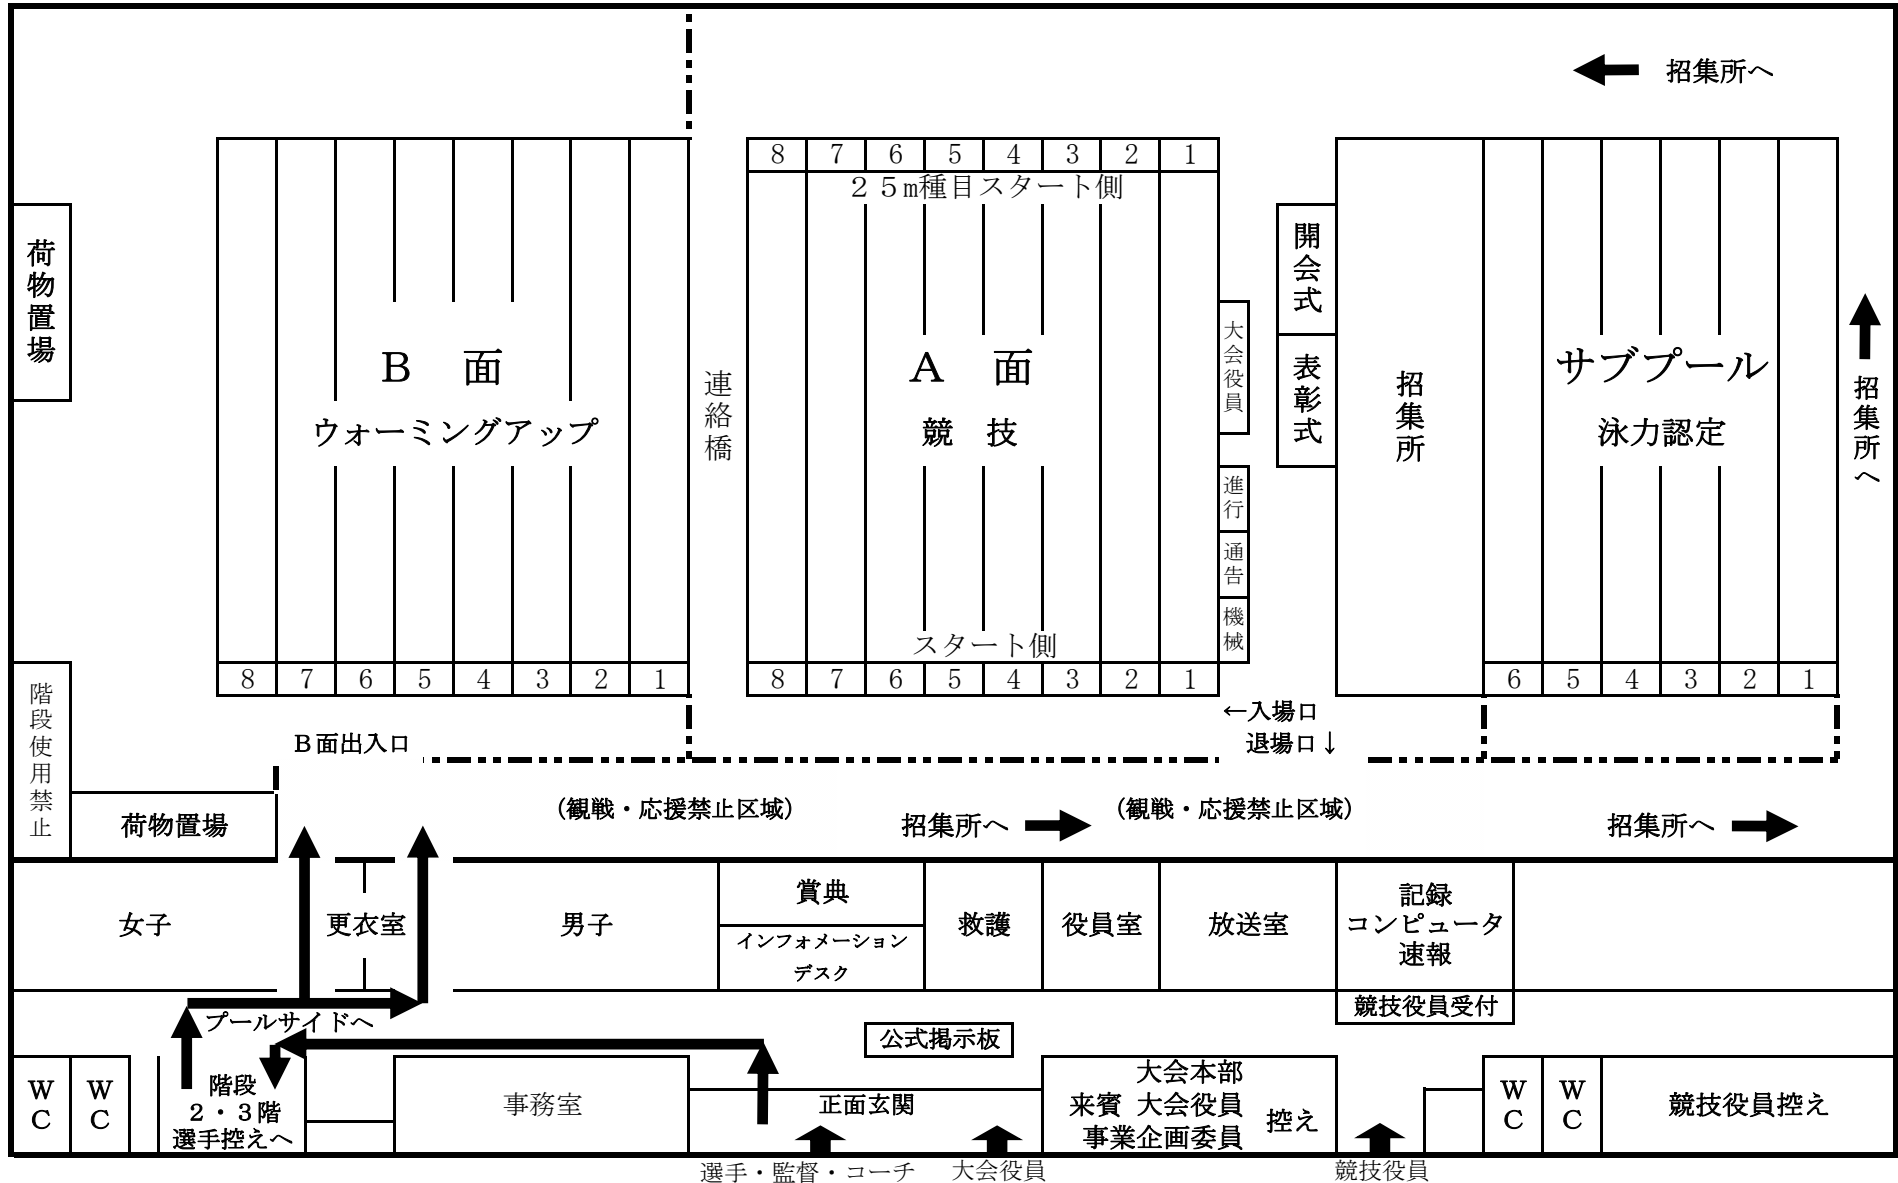 招集所へ
8 7 6 5 4 3 2 1
２５m種目スタート側
荷物置場
開会式
表彰式
大会役員
招集所へ
Ｂ 面
ウォーミングアップ
連絡橋
Ａ 面
競 技
招集所
サブプール
泳力認定
進行
通告
機械
スタート側
8 7 6 5 4 3 2 1
8 7 6 5 4 3 2 1
6 5 4 3 2 1
階段使用禁止
←入場口
退場口↓
Ｂ面出入口
荷物置場
（観戦・応援禁止区域）
招集所へ
（観戦・応援禁止区域）
招集所へ
女子
更衣室
男子
賞典
インフォメーション
デスク
救護
役員室
放送室
記録
コンピュータ
速報
競技役員受付
プールサイドへ
公式掲示板
ＷＣ
ＷＣ
階段
２・３階
選手控えへ
事務室
正面玄関
大会本部
来賓 大会役員
事業企画委員
控え
ＷＣ
ＷＣ
競技役員控え
選手・監督・コーチ
大会役員
競技役員